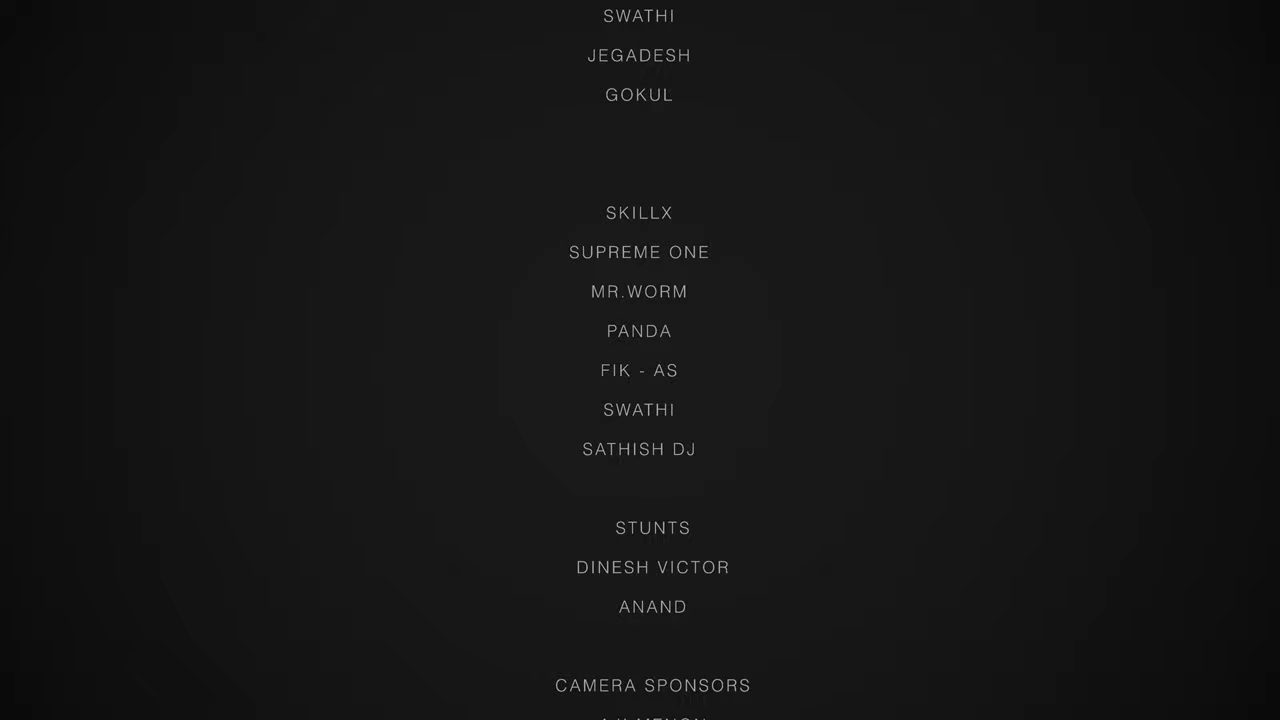 SWATHI
JEGADESH
GOKUL
SKILLX
SUPREME ONE
MR.WORM
PANDA
FIK - AS
SWATHI
SATHISH DJ
STUNTS
DINESH VICTOR
ANAND
CAMERA SPONSORS